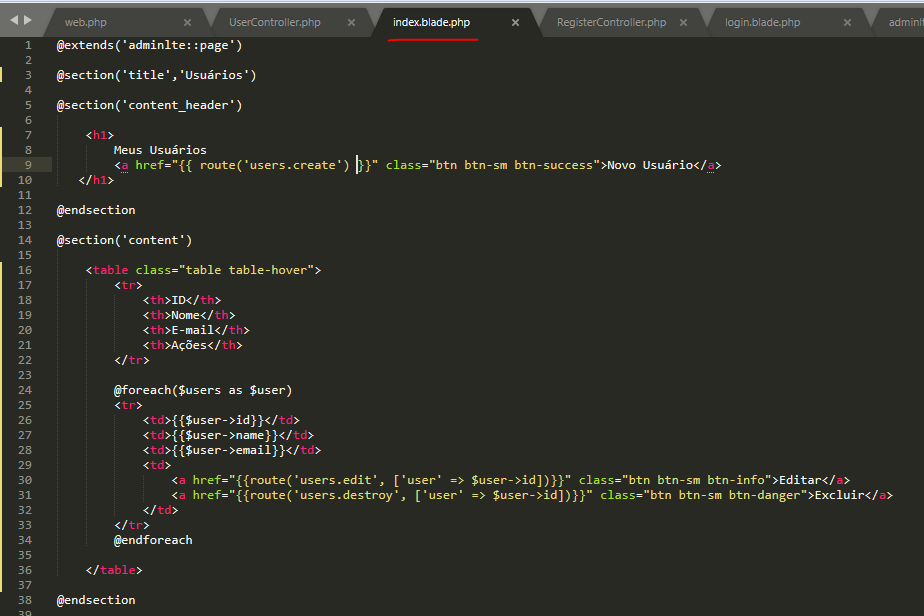 web.php × UserController.php × index.blade.php × RegisterController.php × login.blade.php × adminlt
1 @extends('adminlte::page')
2
3 @section('title','Usuários')
4
5 @section('content_header')
6
7 <h1>
8 Meus Usuários
9 <a href="{{ route('users.create') }}" class="btn btn-sm btn-success">Novo Usuário</a>
10 </h1>
11
12 @endsection
13
14 @section('content')
15
16 <table class="table table-hover">
17 <tr>
18 <th>ID</th>
19 <th>Nome</th>
20 <th>E-mail</th>
21 <th>Ações</th>
22 </tr>
23
24 @foreach($users as $user)
25 <tr>
26 <td>{{$user->id}}</td>
27 <td>{{$user->name}}</td>
28 <td>{{$user->email}}</td>
29 <td>
30 <a href="{{route('users.edit', ['user' => $user->id])}}" class="btn btn-sm btn-info">Editar</a>
31 <a href="{{route('users.destroy', ['user' => $user->id])}}" class="btn btn-sm btn-danger">Excluir</a>
32 </td>
33 </tr>
34 @endforeach
35
36 </table>
37
38 @endsection
39